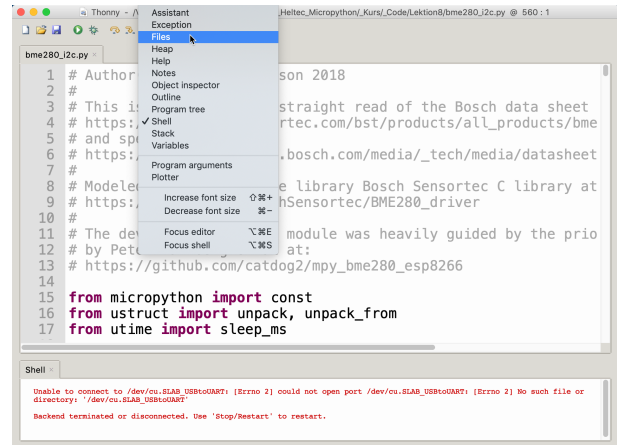 Thonny - /
_Heltec_Micropython/_Kurs/_Code/Lektion8/bme280_i2c.py @ 560 : 1
Assistant
Exception
Files
Heap
Help
Notes
Object inspector
Outline
Program tree
✓ Shell
Stack
Variables
Program arguments
Plotter
Increase font size ⇧⌘+
Decrease font size ⌘−
Focus editor ⌥⌘E
Focus shell ⌥⌘S
bme280_i2c.py
1 # Author son 2018
2 #
3 # This is straight read of the Bosch data sheet
4 # https: rtec.com/bst/products/all_products/bme
5 # and spe
6 # https: .bosch.com/media/_tech/media/datasheet
7 #
8 # Modeled e library Bosch Sensortec C library at
9 # https: hSensortec/BME280_driver
10 #
11 # The dev module was heavily guided by the prio
12 # by Pete at:
13 # https://github.com/catdog2/mpy_bme280_esp8266
14
15 from micropython import const
16 from ustruct import unpack, unpack_from
17 from utime import sleep_ms
Shell
Unable to connect to /dev/cu.SLAB_USBtoUART: [Errno 2] could not open port /dev/cu.SLAB_USBtoUART: [Errno 2] No such file or
directory: '/dev/cu.SLAB_USBtoUART'
Backend terminated or disconnected. Use 'Stop/Restart' to restart.